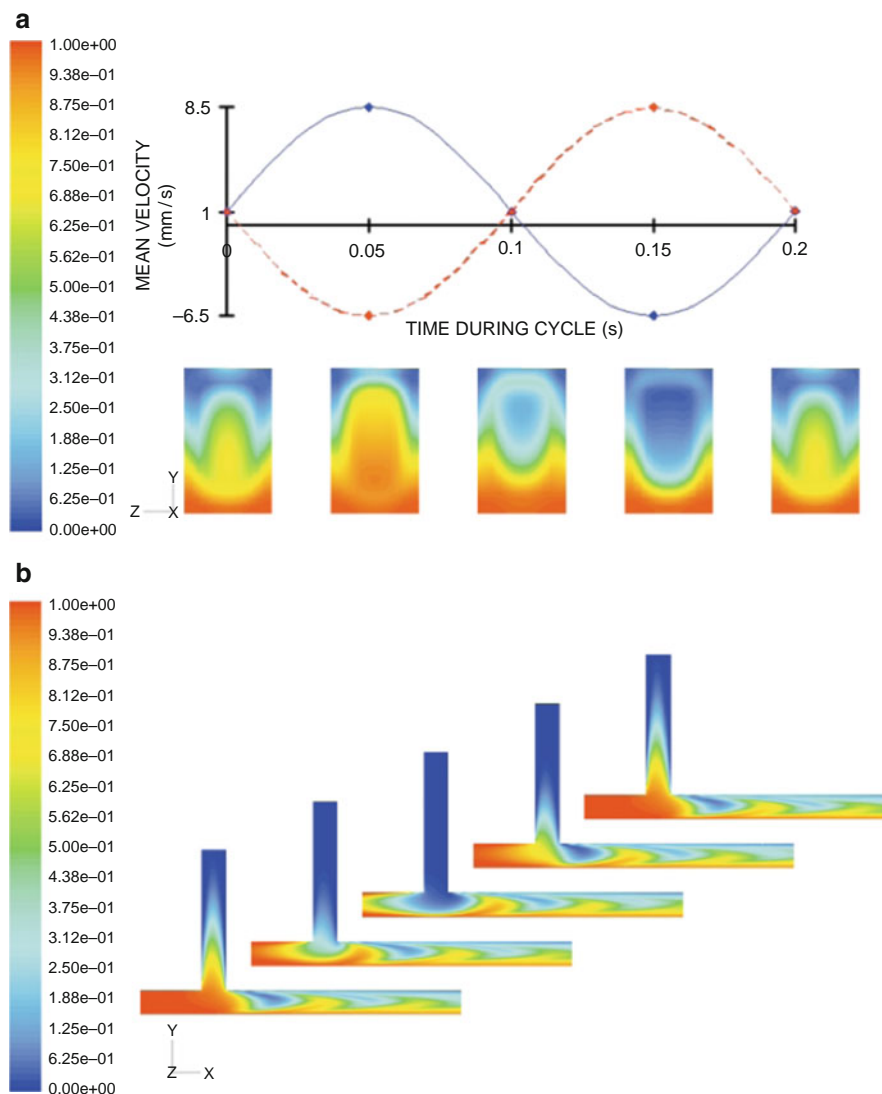 a
1.00e+00
9.38e−01
8.75e−01
8.12e−01
7.50e−01
6.88e−01
6.25e−01
5.62e−01
5.00e−01
4.38e−01
3.75e−01
3.12e−01
2.50e−01
1.88e−01
1.25e−01
6.25e−01
0.00e+00
MEAN VELOCITY
(mm/s)
8.5
1
−6.5
0
0.05
0.1
0.15
0.2
TIME DURING CYCLE (s)
Y
Z
X
b
1.00e+00
9.38e−01
8.75e−01
8.12e−01
7.50e−01
6.88e−01
6.25e−01
5.62e−01
5.00e−01
4.38e−01
3.75e−01
3.12e−01
2.50e−01
1.88e−01
1.25e−01
6.25e−01
0.00e+00
Y
Z
X